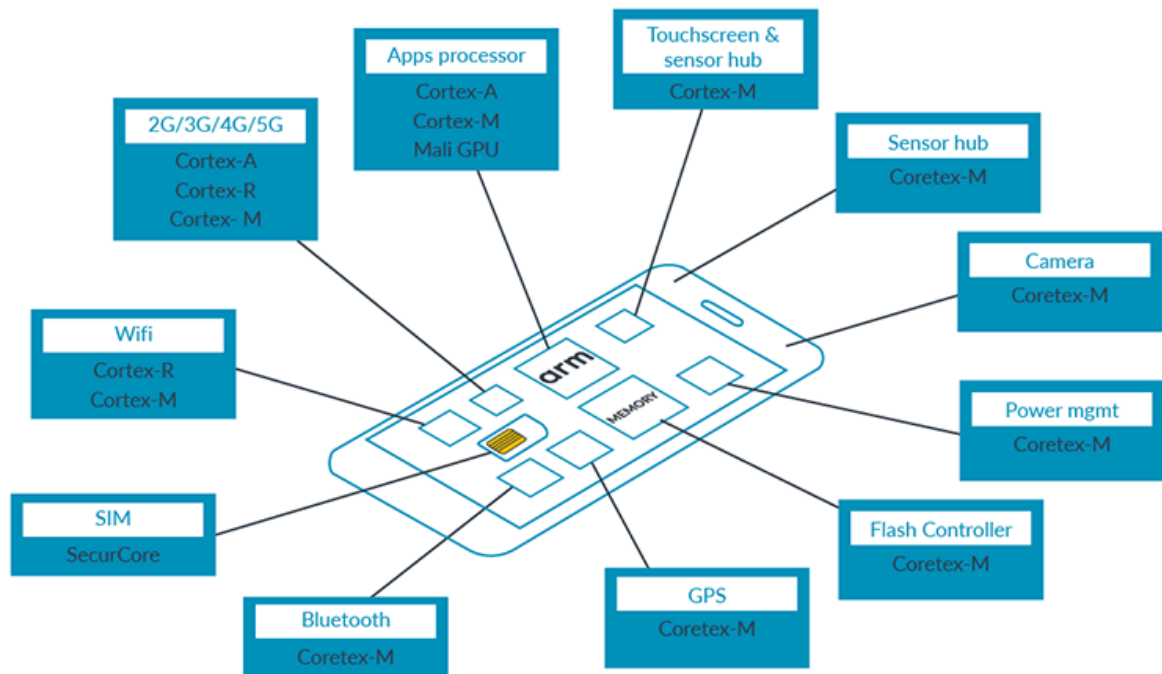 Apps processor
Cortex-A
Cortex-M
Mali GPU
Touchscreen &
sensor hub
Cortex-M
2G/3G/4G/5G
Cortex-A
Cortex-R
Cortex- M
Sensor hub
Coretex-M
Camera
Coretex-M
Wifi
Cortex-R
Cortex-M
arm
MEMORY
Power mgmt
Coretex-M
SIM
SecurCore
Flash Controller
Coretex-M
GPS
Coretex-M
Bluetooth
Coretex-M